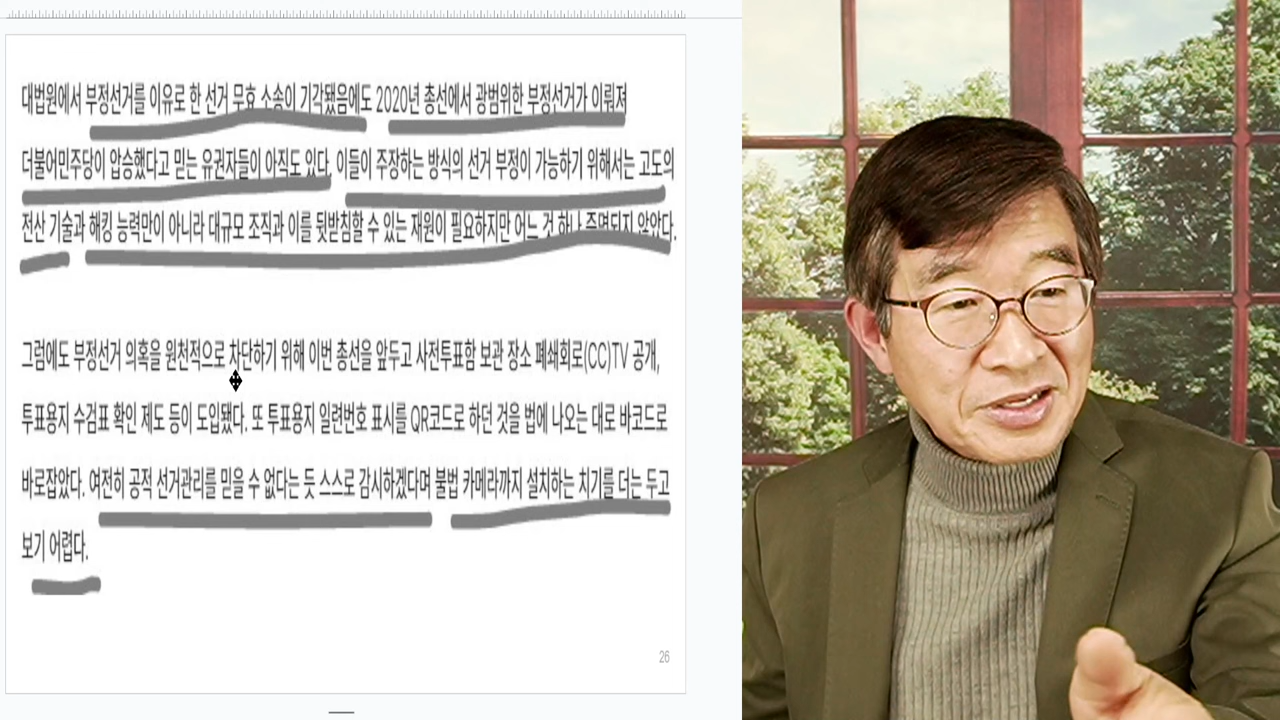 대법원에서 부정선거를 이유로 한 선거 무효 소송이 기각됐음에도 2020년 총선에서 광범위한 부정선거가 이뤄져
더불어민주당이 압승했다고 믿는 유권자들이 아직도 있다. 이들이 주장하는 방식의 선거 부정이 가능하기 위해서는 고도의
전산 기술과 해킹 능력만이 아니라 대규모 조직과 이를 뒷받침할 수 있는 재원이 필요하지만 어느 것 하나 증명되지 않았다.
그럼에도 부정선거 의혹을 원천적으로 차단하기 위해 이번 총선을 앞두고 사전투표함 보관 장소 폐쇄회로(CC)TV 공개,
투표용지 수검표 확인 제도 등이 도입됐다. 또 투표용지 일련번호 표시를 QR코드로 하던 것을 법에 나오는 대로 바코드로
바로잡았다. 여전히 공적 선거관리를 믿을 수 없다는 듯 스스로 감시하겠다며 불법 카메라까지 설치하는 치기를 더는 두고
보기 어렵다.
26